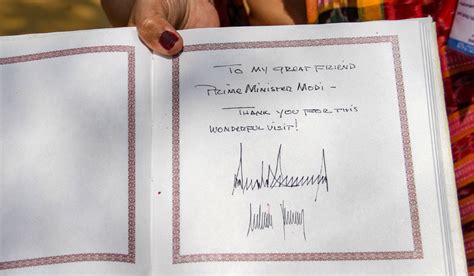 TO MY GREAT FRIEND
PRIME MINISTER MODI -
THANK YOU FOR THIS
WONDERFUL VISIT!